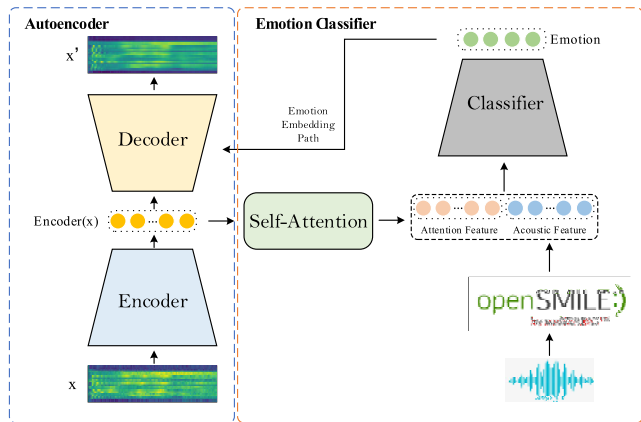 Autoencoder
Emotion Classifier
x'
Emotion
Classifier
Decoder
Emotion
Embedding
Path
Encoder(x)
Self-Attention
Attention Feature
Acoustic Feature
Encoder
openSMILE:)
x